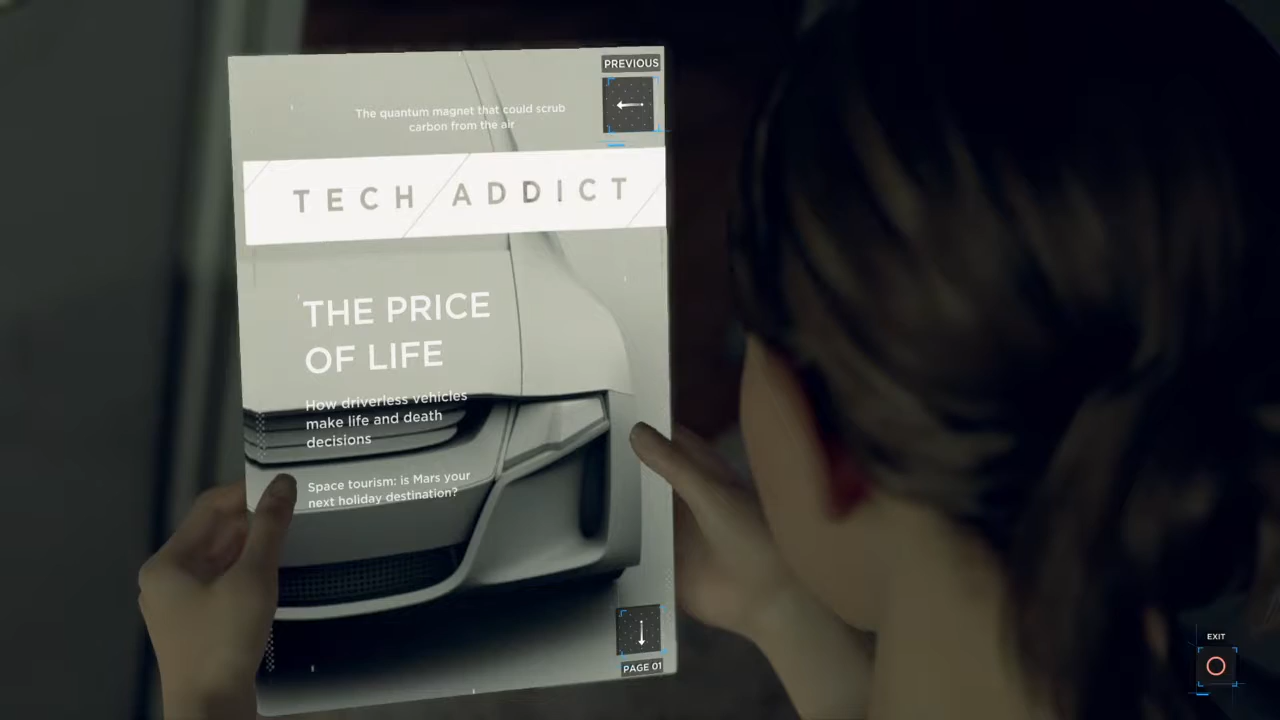 PREVIOUS
The quantum magnet that could scrub
carbon from the air
TECH ADDICT
THE PRICE
OF LIFE
How driverless vehicles
make life and death
decisions
Space tourism: is Mars your
next holiday destination?
PAGE 01
EXIT